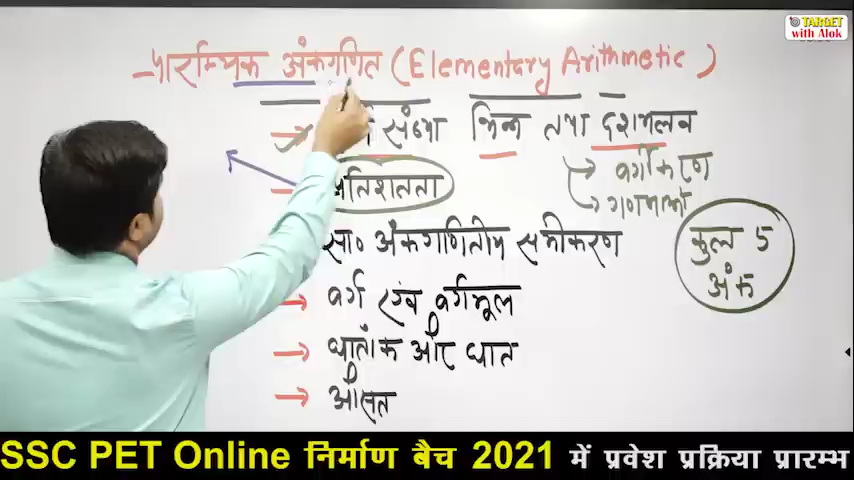 TARGET
with Alok
प्रारम्भिक अंकगणित (Elementary Arithmetic)
संख्या भिन्न तथा दशमलव
वर्गीकरण
प्रतिशतता
सा० अंकगणितीय समीकरण
कुल 5
अंक
वर्ग एवं वर्गमूल
घातांक और घात
औसत
SSC PET Online निर्माण बैच 2021 में प्रवेश प्रक्रिया प्रारम्भ